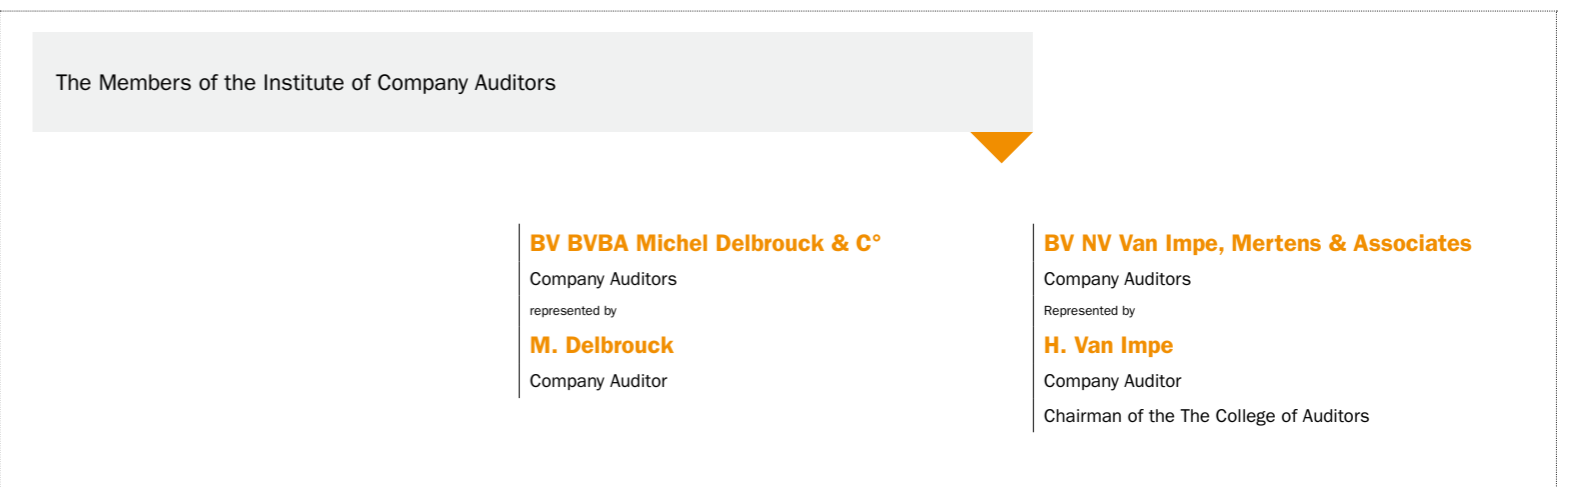 The Members of the Institute of Company Auditors
BV BVBA Michel Delbrouck & C°
Company Auditors
represented by
M. Delbrouck
Company Auditor
BV NV Van Impe, Mertens & Associates
Company Auditors
Represented by
H. Van Impe
Company Auditor
Chairman of the The College of Auditors